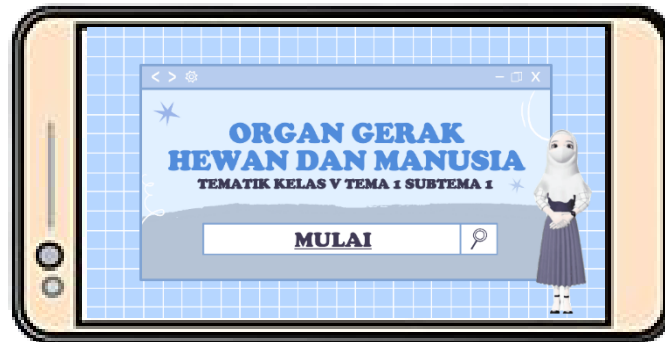 ORGAN GERAK
HEWAN DAN MANUSIA
TEMATIK KELAS V TEMA 1 SUBTEMA 1
MULAI